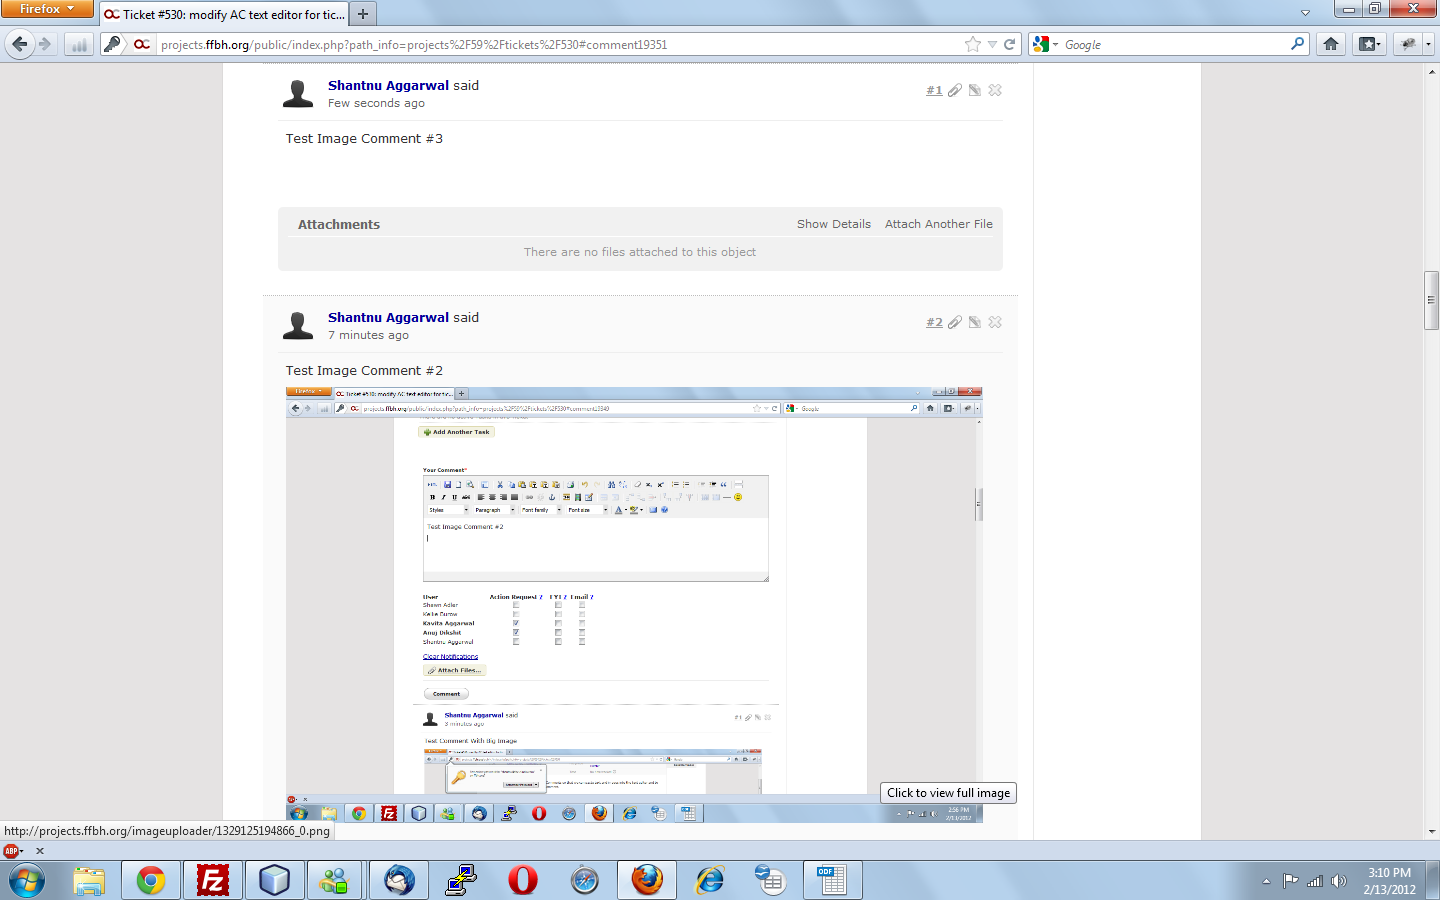 Firefox
Ticket #530: modify AC text editor for tic...
projects.ffbh.org/public/index.php?path_info=projects%2F59%2Ftickets%2F530#comment19351
Google
Shantnu Aggarwal said
#1
Few seconds ago
Test Image Comment #3
Attachments
Show Details
Attach Another File
There are no files attached to this object
Shantnu Aggarwal said
#2
7 minutes ago
Test Image Comment #2
Firefox
Ticket #530: modify AC text editor for tic...
projects.ffbh.org/public/index.php?path_info=projects%2F59%2Ftickets%2F530#comment19349
Google
Add Another Task
Your Comment*
HTML
B I U ABC
Styles
Paragraph
Font family
Font size
Test Image Comment #2
User
Action Request ?
FYI ?
Email ?
Shawn Adler
Kellie Burow
Kavita Aggarwal
Anuj Dikshit
Shantnu Aggarwal
Clear Notifications
Attach Files...
Comment
Shantnu Aggarwal said
#1
3 minutes ago
Test Comment With Big Image
2:56 PM
2/13/2012
Click to view full image
http://projects.ffbh.org/imageuploader/1329125194866_0.png
ABP
ODF
3:10 PM
2/13/2012